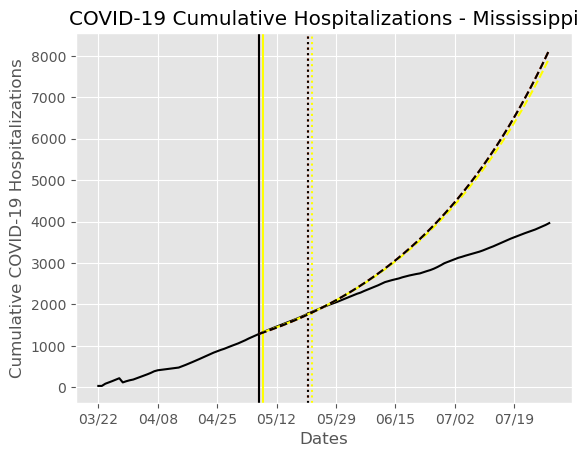 COVID-19 Cumulative Hospitalizations - Mississippi
Cumulative COVID-19 Hospitalizations
8000
7000
6000
5000
4000
3000
2000
1000
0
03/22 04/08 04/25 05/12 05/29 06/15 07/02 07/19
Dates